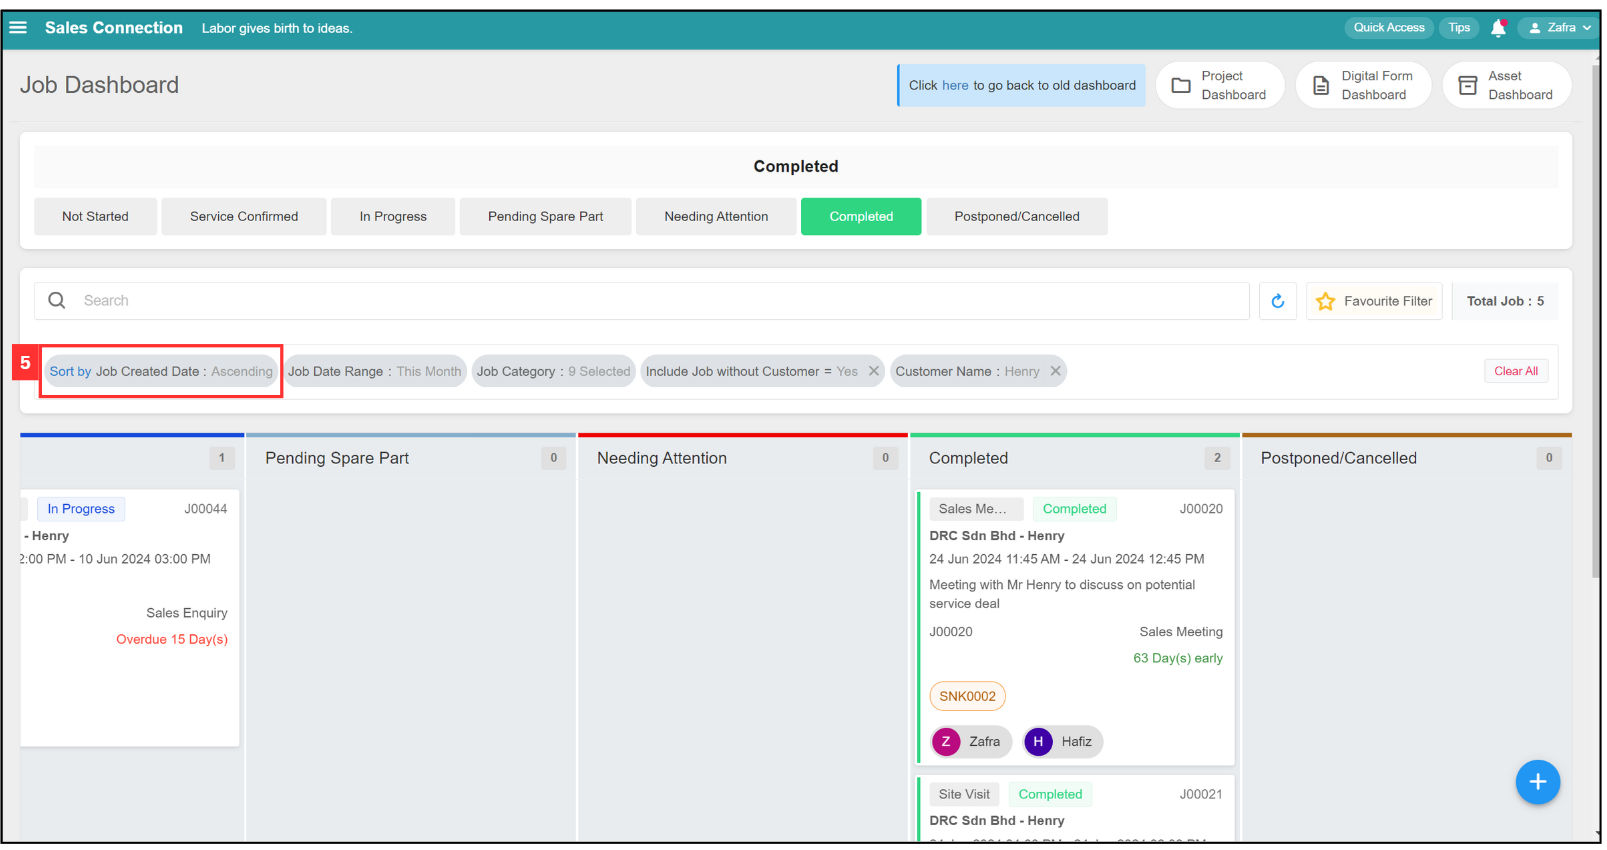 Sales Connection Labor gives birth to ideas. Quick Access Tips Zafra
Job Dashboard
Click here to go back to old dashboard
Project
Dashboard
Digital Form
Dashboard
Asset
Dashboard
Completed
Not Started Service Confirmed In Progress Pending Spare Part Needing Attention Completed Postponed/Cancelled
Search Favourite Filter Total Job : 5
5 Sort by Job Created Date : Ascending Job Date Range : This Month Job Category : 9 Selected Include Job without Customer = Yes Customer Name : Henry Clear All
1 Pending Spare Part 0 Needing Attention 0 Completed 2 Postponed/Cancelled 0
In Progress J00044
- Henry
2:00 PM - 10 Jun 2024 03:00 PM
Sales Enquiry
Overdue 15 Day(s)
Sales Me... Completed J00020
DRC Sdn Bhd - Henry
24 Jun 2024 11:45 AM - 24 Jun 2024 12:45 PM
Meeting with Mr Henry to discuss on potential
service deal
J00020 Sales Meeting
63 Day(s) early
SNK0002
Z Zafra H Hafiz
Site Visit Completed J00021
DRC Sdn Bhd - Henry